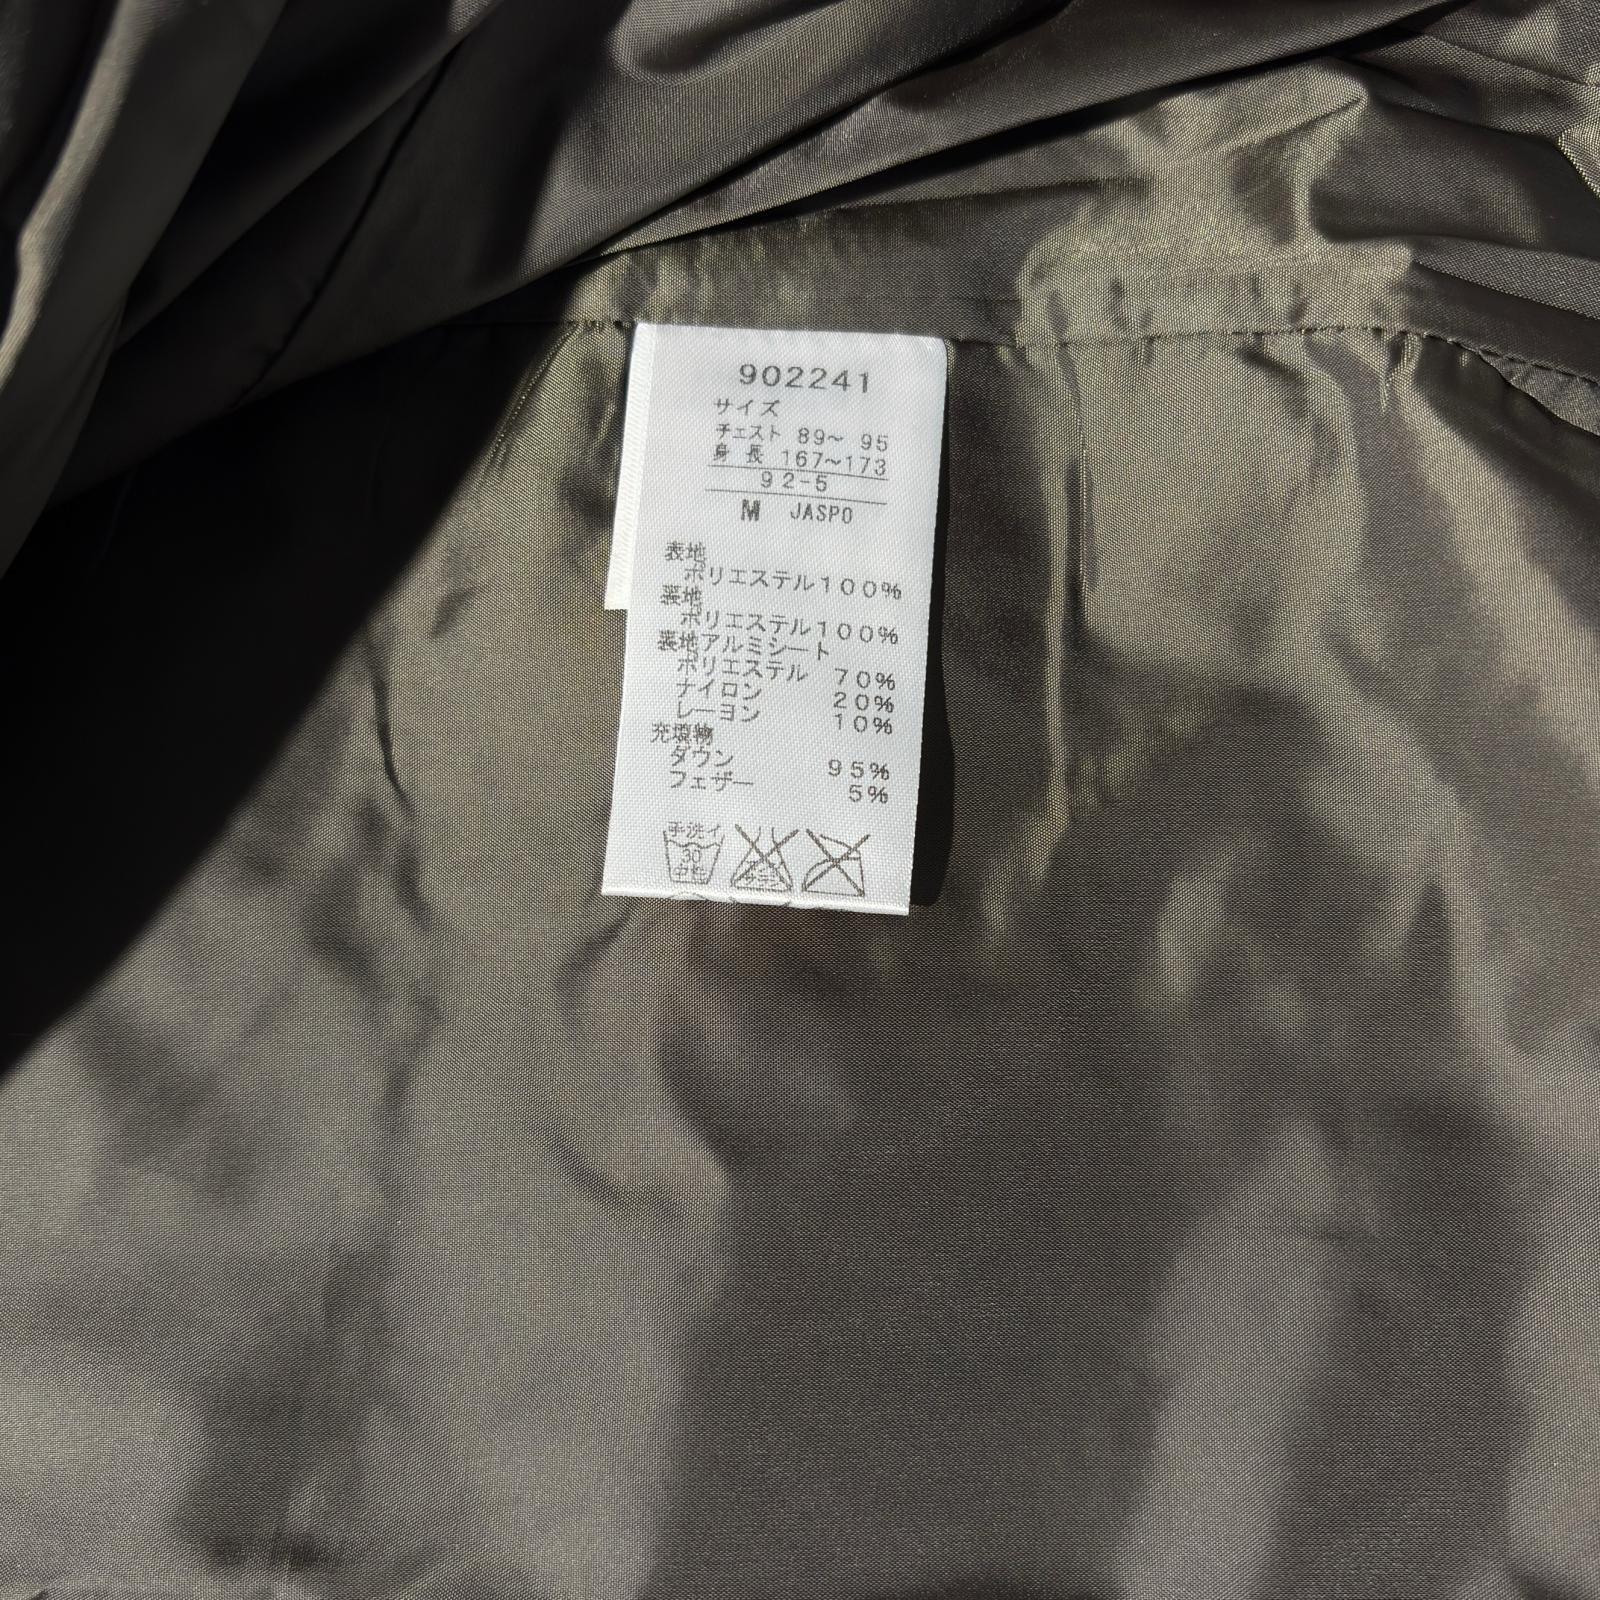 902241
サイズ
チェスト 89～ 95
身 長 167～173
92-5
M JASPO
表地
ポリエステル100%
裏地
ポリエステル100%
裏地アルミシート
ポリエステル 70%
ナイロン 20%
レーヨン 10%
充填物
ダウン 95%
フェザー 5%
手洗イ
30
中性